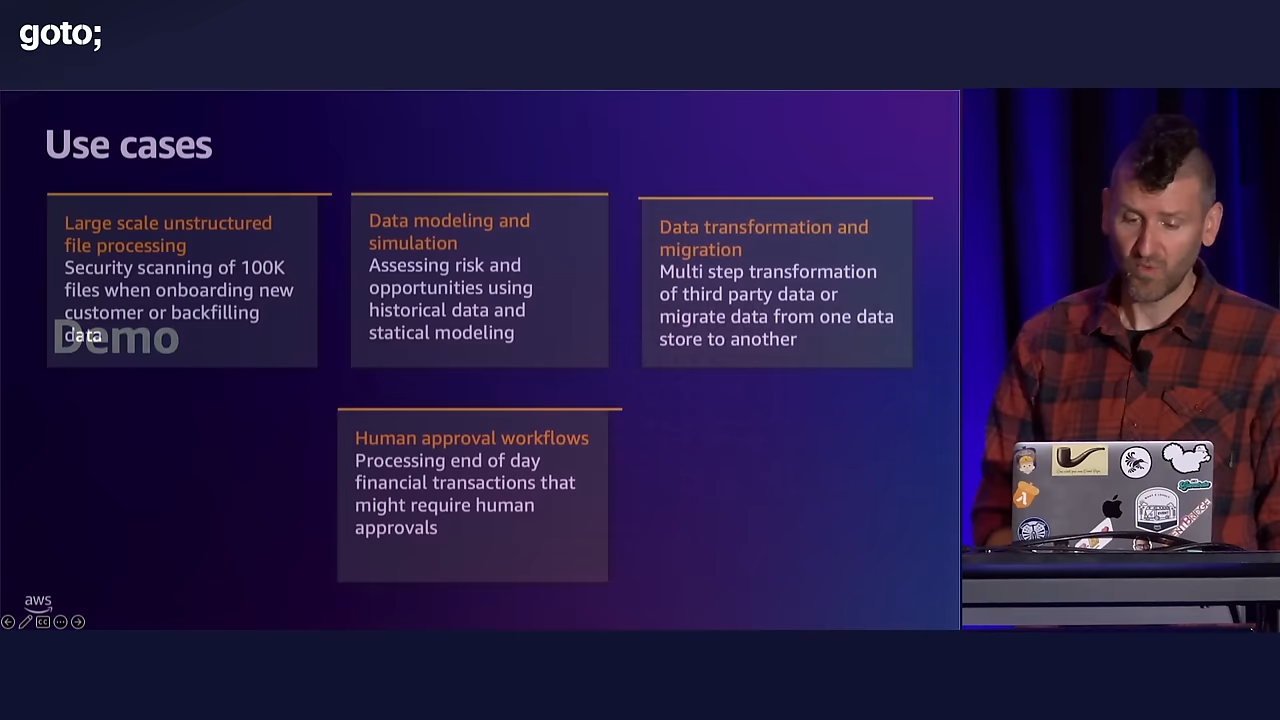 goto;
Use cases
Large scale unstructured
file processing
Security scanning of 100K
files when onboarding new
customer or backfilling
data
Demo
Data modeling and
simulation
Assessing risk and
opportunities using
historical data and
statical modeling
Data transformation and
migration
Multi step transformation
of third party data or
migrate data from one data
store to another
Human approval workflows
Processing end of day
financial transactions that
might require human
approvals
aws
CC